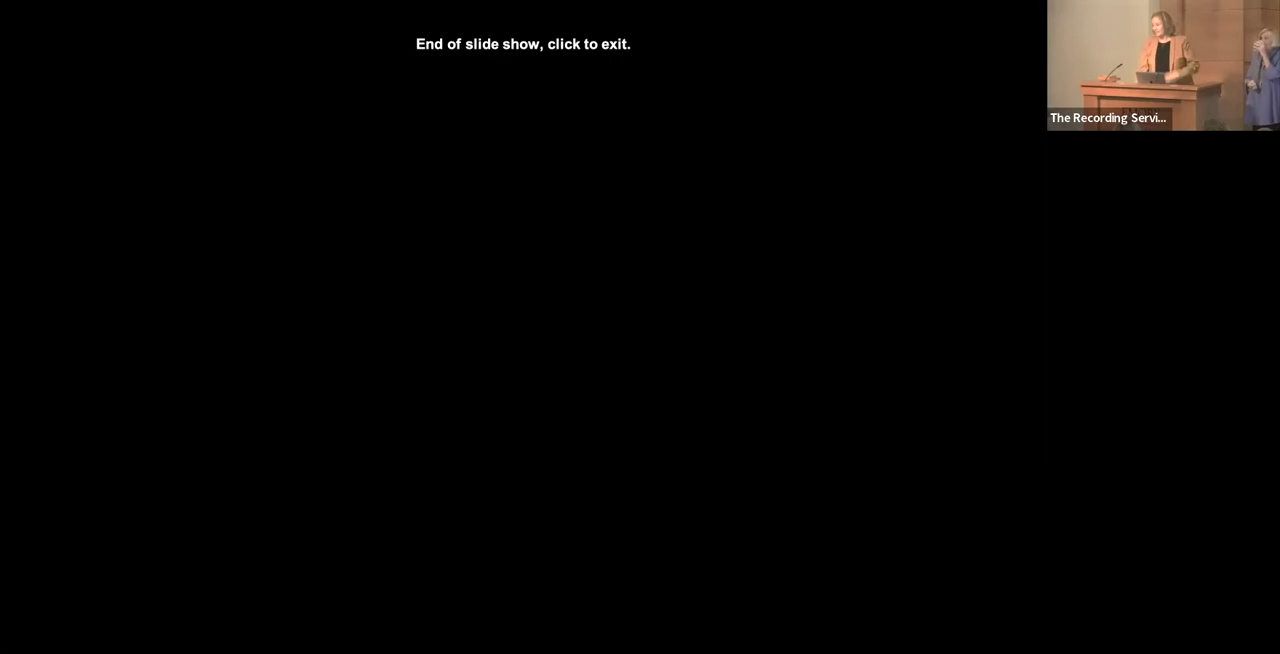 End of slide show, click to exit.
The Recording Servi...